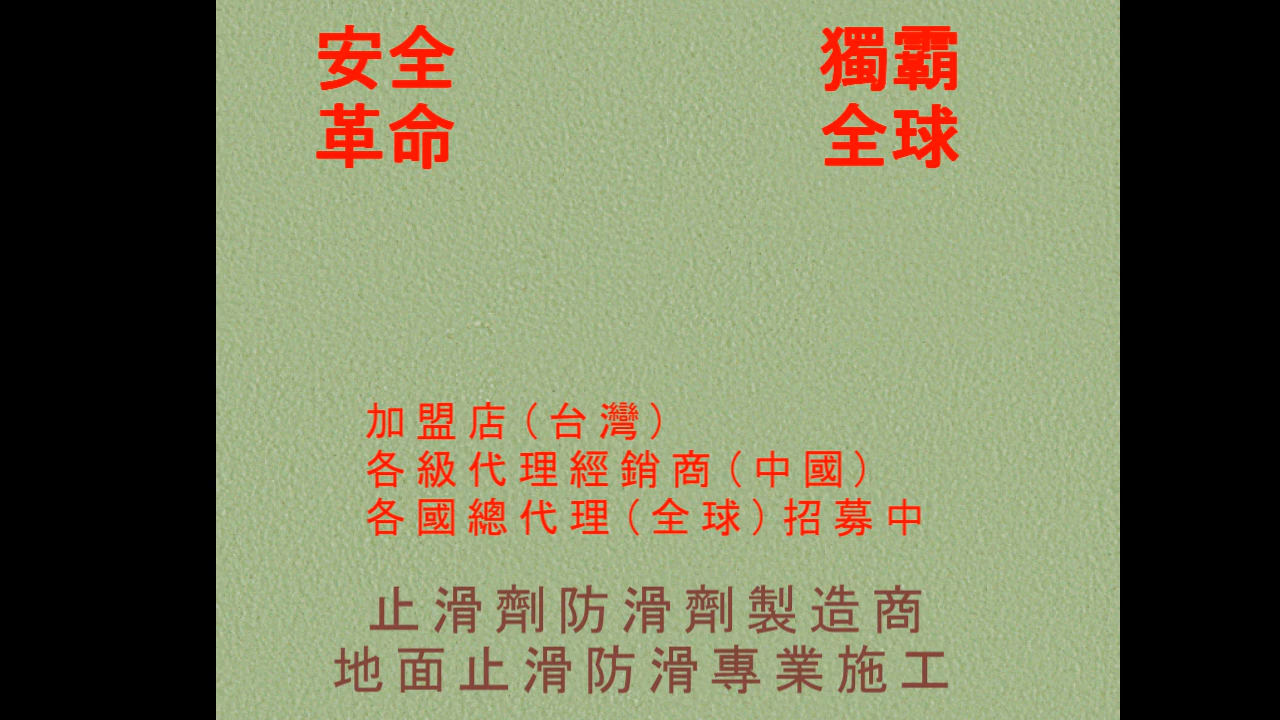 安全
革命
獨霸
全球
加盟店(台灣)
各級代理經銷商(中國)
各國總代理(全球)招募中
止滑劑防滑劑製造商
地面止滑防滑專業施工